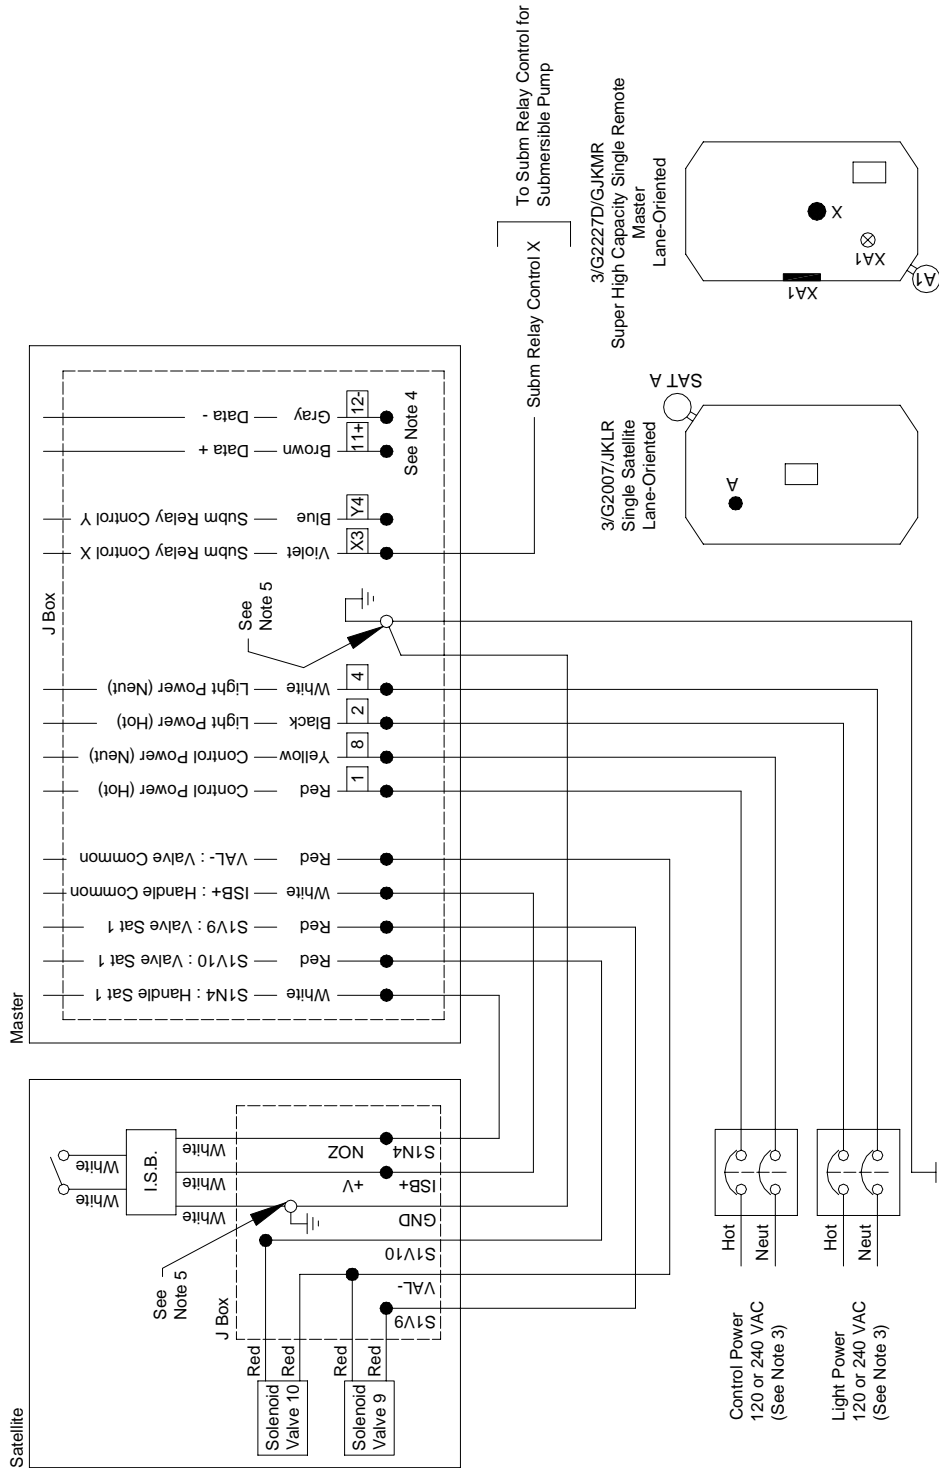 Satellite
Solenoid
Valve 10
Solenoid
Valve 9
Red
Red
Red
Red
See
Note 5
J Box
White
White
I.S.B.
White
White
White
NOZ
+V
S1N4
ISB+
GND
S1V10
VAL-
S1V9
Master
J Box
S1N4 : Handle Sat 1
White
S1V10 : Valve Sat 1
Red
S1V9 : Valve Sat 1
Red
ISB+ : Handle Common
White
VAL- : Valve Common
Red
Control Power (Hot)
Red
1
Control Power (Neut)
Yellow
8
Light Power (Hot)
Black
2
Light Power (Neut)
White
4
See
Note 5
Subm Relay Control X
Violet
X3
Subm Relay Control Y
Blue
Y4
Data +
Brown
11+
Data -
Gray
12-
See Note 4
Subm Relay Control X
To Subm Relay Control for
Submersible Pump
Control Power
120 or 240 VAC
(See Note 3)
Hot
Neut
Light Power
120 or 240 VAC
(See Note 3)
Hot
Neut
3/G2007/JKLR
Single Satellite
Lane-Oriented
A
SAT A
3/G2227D/GJKMR
Super High Capacity Single Remote
Master
Lane-Oriented
XA1
XA1
X
A1